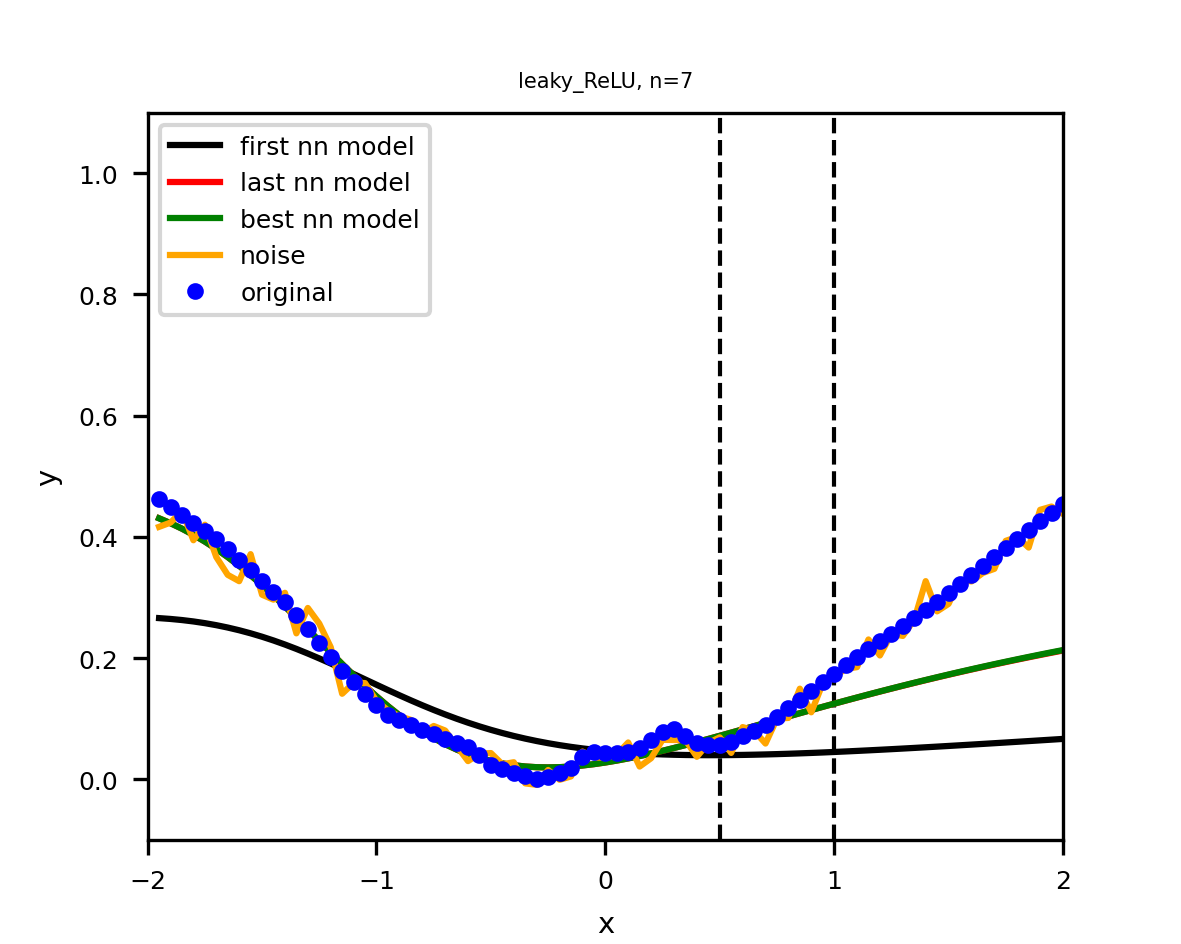 leaky_ReLU, n=7
first nn model
last nn model
best nn model
noise
original
1.0
0.8
0.6
0.4
0.2
0.0
y
−2
−1
0
1
2
x